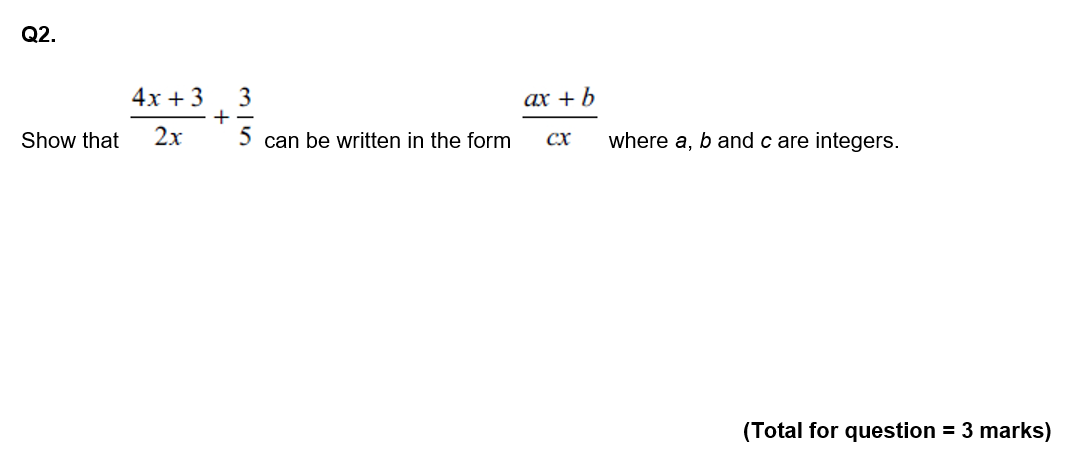 Q2.
Show that (4x + 3)/(2x) + 3/5 can be written in the form (ax + b)/(cx) where a, b and c are integers.
(Total for question = 3 marks)